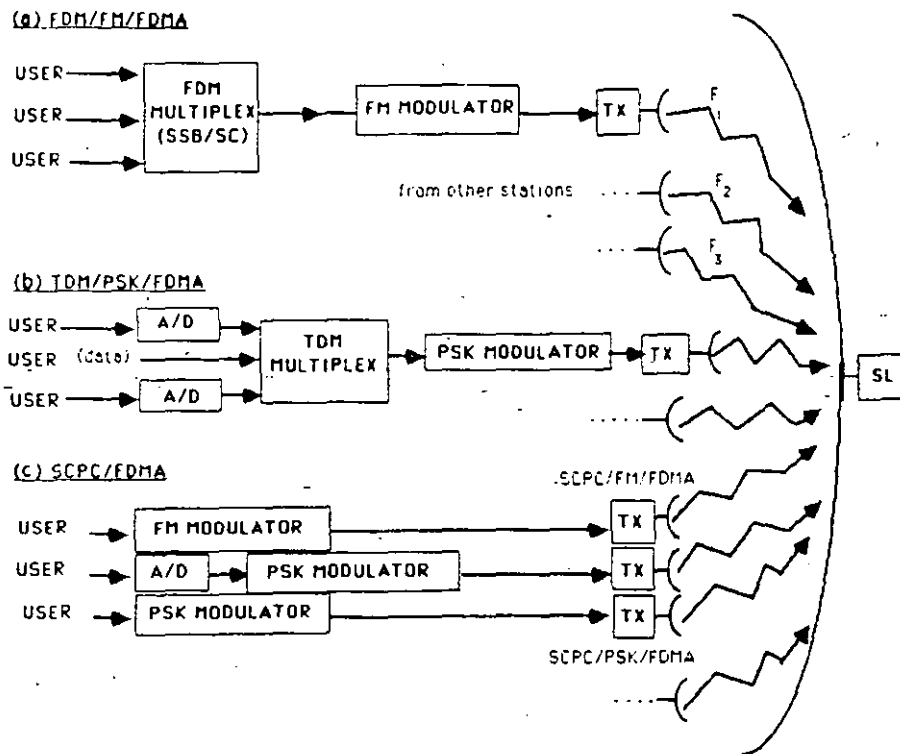 (a) FDM/FM/FDMA
USER
USER
USER
FDM
MULTIPLEX
(SSB/SC)
FM MODULATOR
TX
F1
from other stations
F2
F3
(b) TDM/PSK/FDMA
USER
A/D
USER (data)
USER
A/D
TDM
MULTIPLEX
PSK MODULATOR
TX
SL
(c) SCPC/FDMA
SCPC/FM/FDMA
USER
FM MODULATOR
TX
USER
A/D
PSK MODULATOR
TX
USER
PSK MODULATOR
TX
SCPC/PSK/FDMA